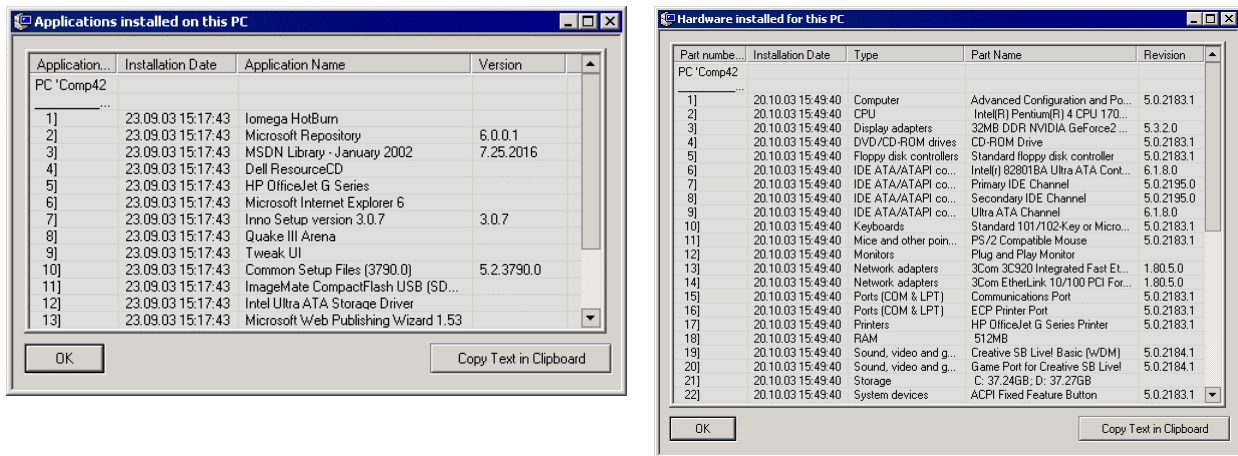 Applications installed on this PC
Application... Installation Date Application Name Version
PC 'Comp42
__________...
1] 23.09.03 15:17:43 Iomega HotBurn
2] 23.09.03 15:17:43 Microsoft Repository 6.0.0.1
3] 23.09.03 15:17:43 MSDN Library - January 2002 7.25.2016
4] 23.09.03 15:17:43 Dell ResourceCD
5] 23.09.03 15:17:43 HP OfficeJet G Series
6] 23.09.03 15:17:43 Microsoft Internet Explorer 6
7] 23.09.03 15:17:43 Inno Setup version 3.0.7 3.0.7
8] 23.09.03 15:17:43 Quake III Arena
9] 23.09.03 15:17:43 Tweak UI
10] 23.09.03 15:17:43 Common Setup Files (3790.0) 5.2.3790.0
11] 23.09.03 15:17:43 ImageMate CompactFlash USB (SD...
12] 23.09.03 15:17:43 Intel Ultra ATA Storage Driver
13] 23.09.03 15:17:43 Microsoft Web Publishing Wizard 1.53
OK Copy Text in Clipboard
Hardware installed for this PC
Part numbe... Installation Date Type Part Name Revision
PC 'Comp42
__________...
1] 20.10.03 15:49:40 Computer Advanced Configuration and Po... 5.0.2183.1
2] 20.10.03 15:49:40 CPU Intel(R) Pentium(R) 4 CPU 170...
3] 20.10.03 15:49:40 Display adapters 32MB DDR NVIDIA GeForce2 ... 5.3.2.0
4] 20.10.03 15:49:40 DVD/CD-ROM drives CD-ROM Drive 5.0.2183.1
5] 20.10.03 15:49:40 Floppy disk controllers Standard floppy disk controller 5.0.2183.1
6] 20.10.03 15:49:40 IDE ATA/ATAPI co... Intel(r) 82801BA Ultra ATA Cont... 6.1.8.0
7] 20.10.03 15:49:40 IDE ATA/ATAPI co... Primary IDE Channel 5.0.2195.0
8] 20.10.03 15:49:40 IDE ATA/ATAPI co... Secondary IDE Channel 5.0.2195.0
9] 20.10.03 15:49:40 IDE ATA/ATAPI co... Ultra ATA Channel 6.1.8.0
10] 20.10.03 15:49:40 Keyboards Standard 101/102-Key or Micro... 5.0.2183.1
11] 20.10.03 15:49:40 Mice and other poin... PS/2 Compatible Mouse 5.0.2183.1
12] 20.10.03 15:49:40 Monitors Plug and Play Monitor
13] 20.10.03 15:49:40 Network adapters 3Com 3C920 Integrated Fast Et... 1.80.5.0
14] 20.10.03 15:49:40 Network adapters 3Com EtherLink 10/100 PCI For... 1.80.5.0
15] 20.10.03 15:49:40 Ports (COM & LPT) Communications Port 5.0.2183.1
16] 20.10.03 15:49:40 Ports (COM & LPT) ECP Printer Port 5.0.2183.1
17] 20.10.03 15:49:40 Printers HP OfficeJet G Series Printer 5.0.2183.1
18] 20.10.03 15:49:40 RAM 512MB
19] 20.10.03 15:49:40 Sound, video and g... Creative SB Live! Basic (WDM) 5.0.2184.1
20] 20.10.03 15:49:40 Sound, video and g... Game Port for Creative SB Live! 5.0.2184.1
21] 20.10.03 15:49:40 Storage C: 37.24GB; D: 37.27GB
22] 20.10.03 15:49:40 System devices ACPI Fixed Feature Button 5.0.2183.1
OK Copy Text in Clipboard